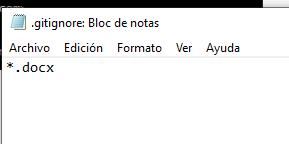 .gitignore: Bloc de notas
Archivo Edición Formato Ver Ayuda
*.docx